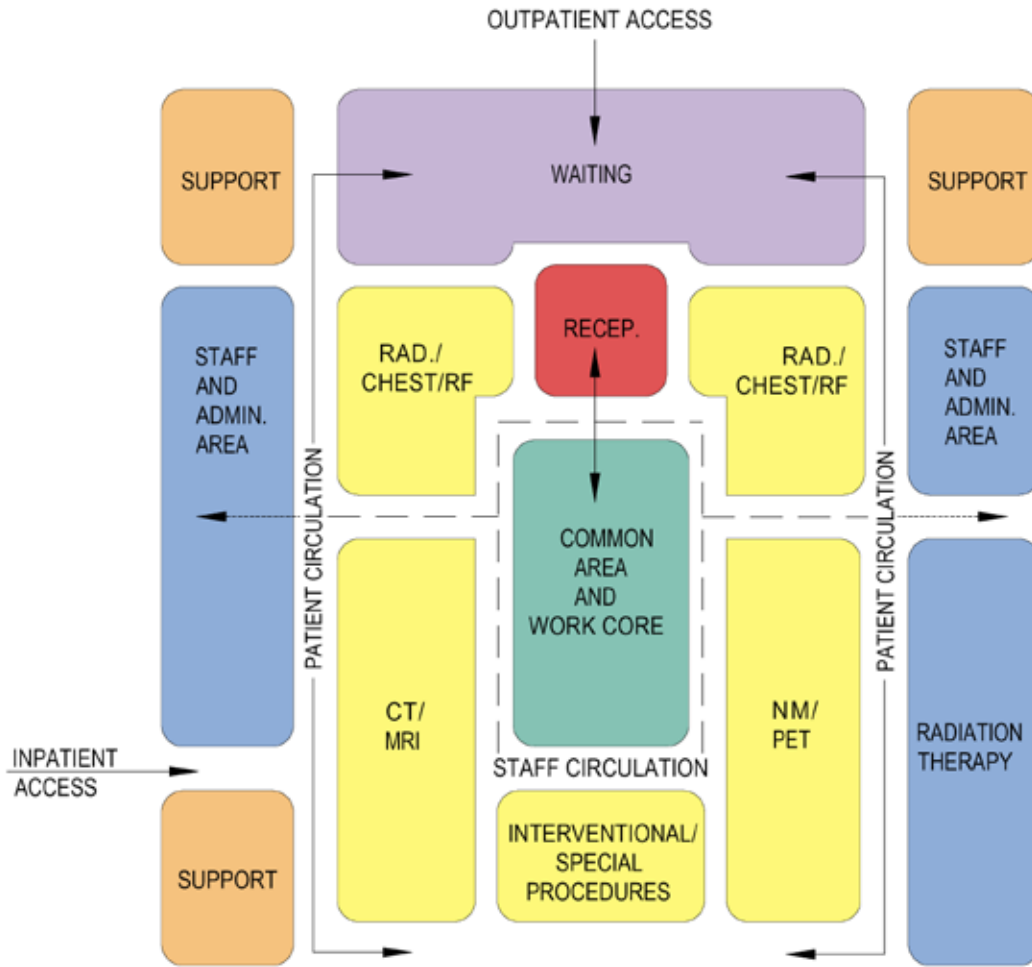 OUTPATIENT ACCESS
SUPPORT
WAITING
SUPPORT
RECEP.
STAFF
AND
ADMIN.
AREA
RAD./
CHEST/RF
RAD./
CHEST/RF
STAFF
AND
ADMIN.
AREA
PATIENT CIRCULATION
COMMON
AREA
AND
WORK CORE
PATIENT CIRCULATION
CT/
MRI
NM/
PET
RADIATION
THERAPY
INPATIENT
ACCESS
STAFF CIRCULATION
SUPPORT
INTERVENTIONAL/
SPECIAL
PROCEDURES